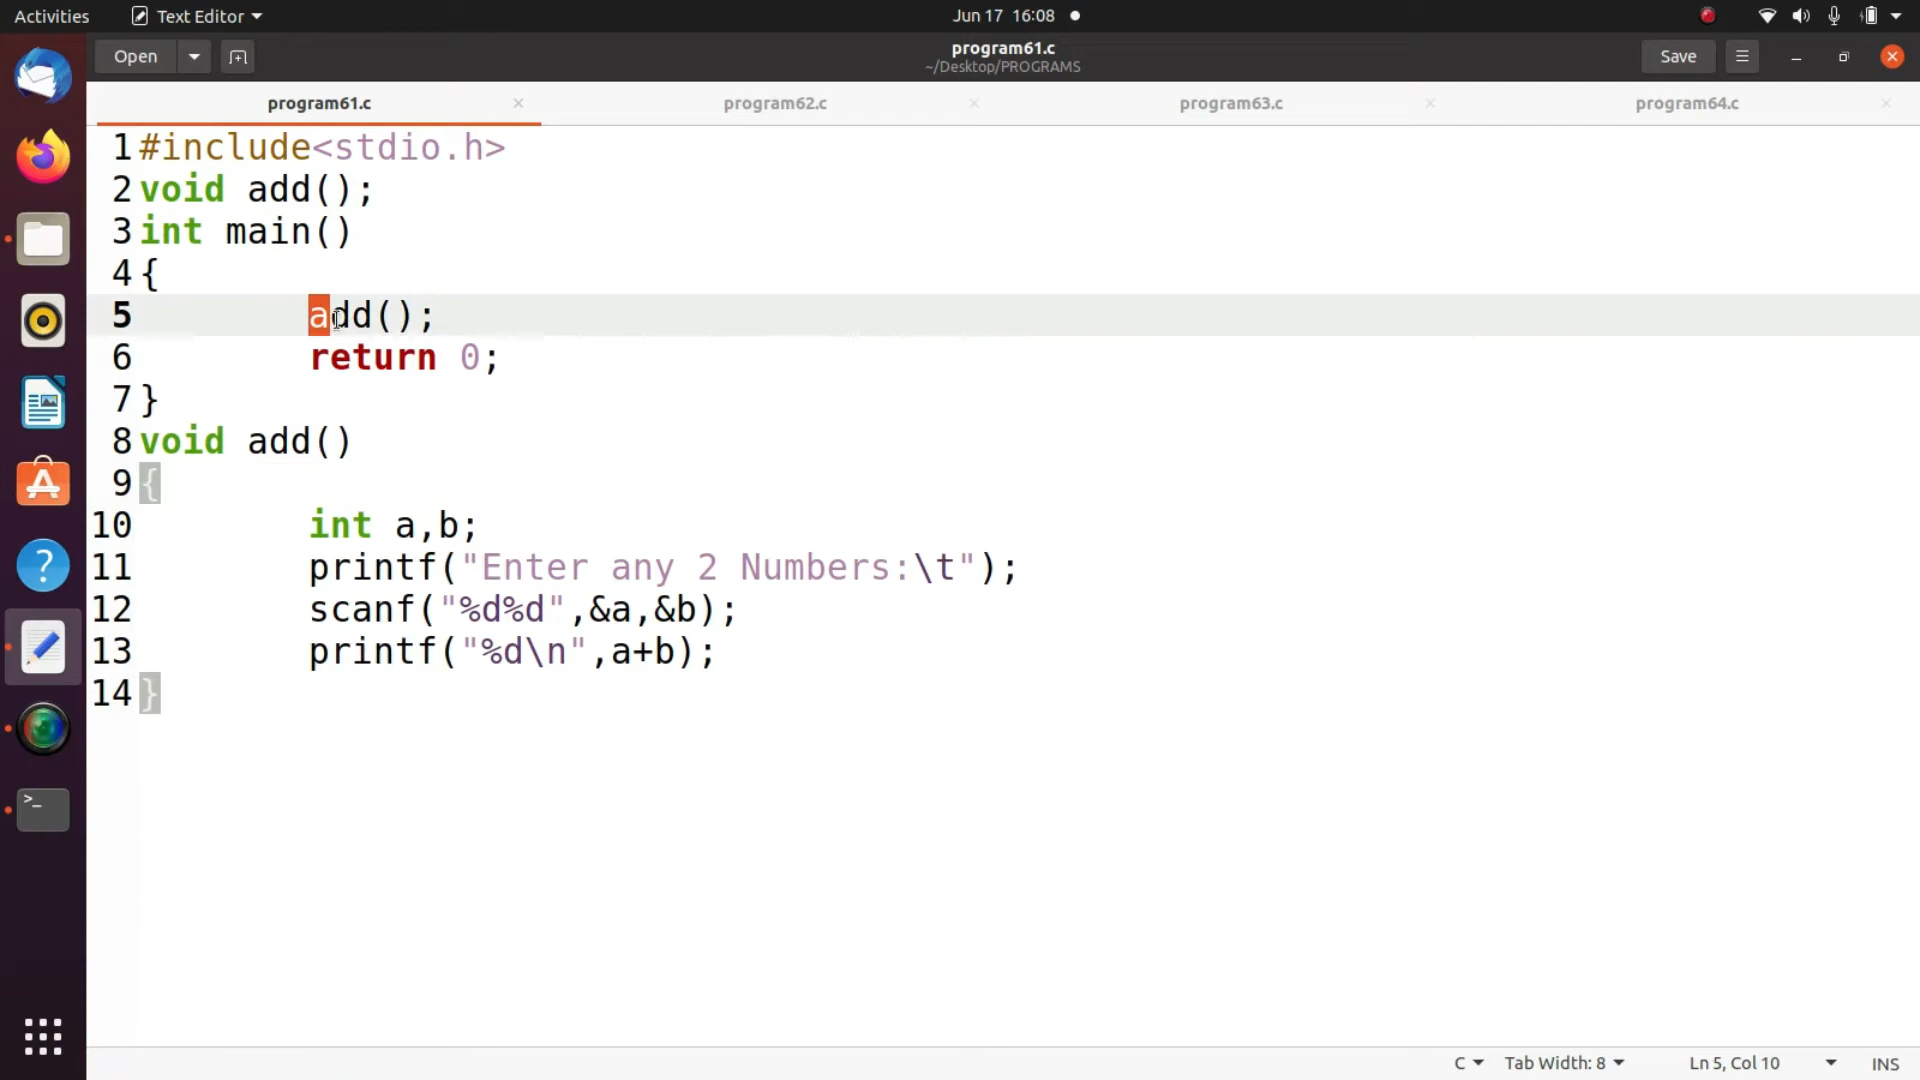 Activities Text Editor Jun 17 16:08
Open program61.c Save
~/Desktop/PROGRAMS
program61.c program62.c program63.c program64.c
1 #include<stdio.h>
2 void add();
3 int main()
4 {
5 add();
6 return 0;
7 }
8 void add()
9 {
10 int a,b;
11 printf("Enter any 2 Numbers:\t");
12 scanf("%d%d",&a,&b);
13 printf("%d\n",a+b);
14 }
C Tab Width: 8 Ln 5, Col 10 INS